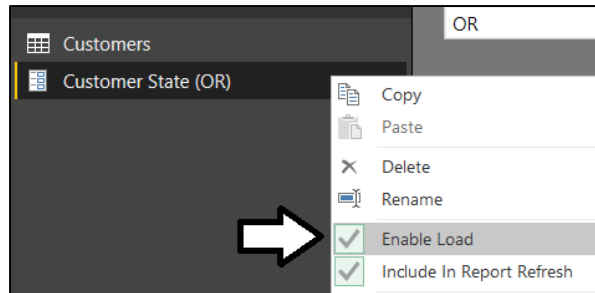 OR
Customers
Customer State (OR)
Copy
Paste
Delete
Rename
Enable Load
Include In Report Refresh